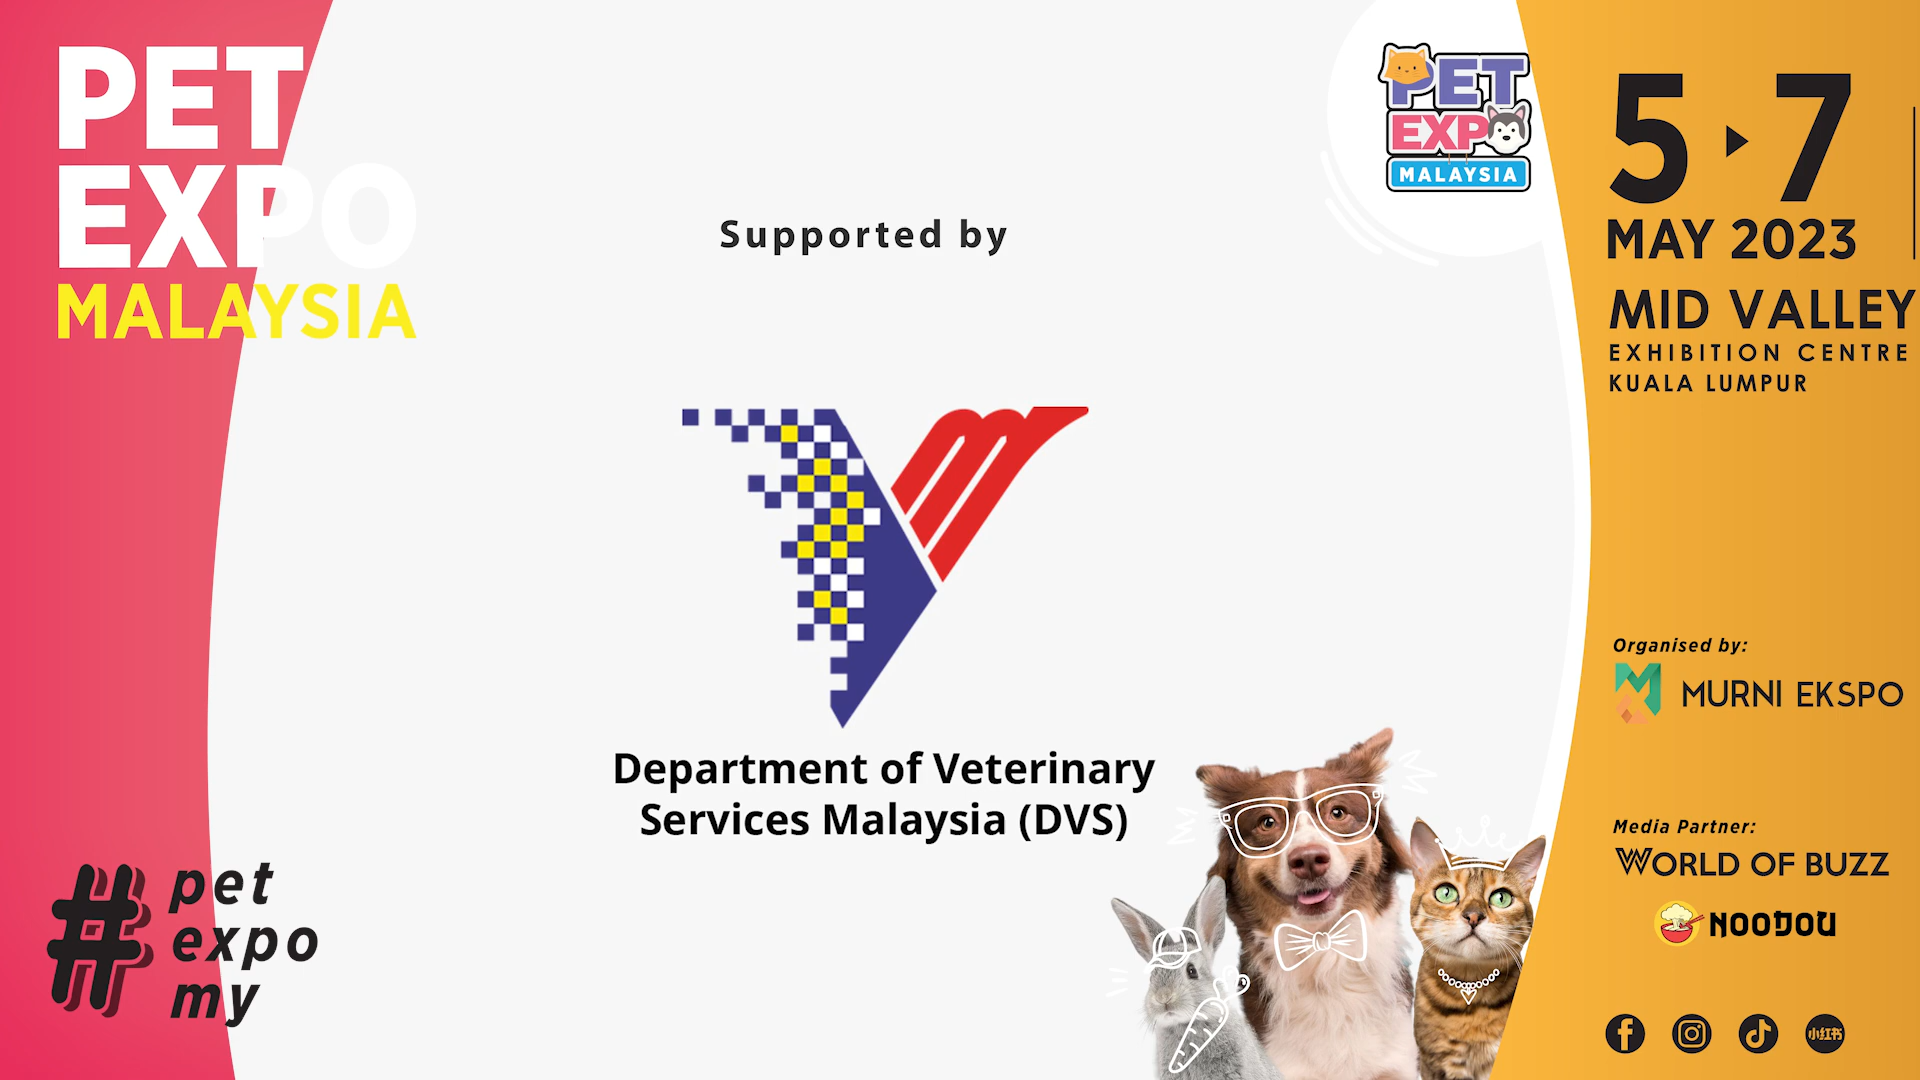 PET
EXPO
MALAYSIA
Supported by
Department of Veterinary
Services Malaysia (DVS)
# pet
expo
my
PET
EXPO
MALAYSIA
5 7
MAY 2023
MID VALLEY
EXHIBITION CENTRE
KUALA LUMPUR
Organised by:
MURNI EKSPO
Media Partner:
WORLD OF BUZZ
NOODOU
小红书